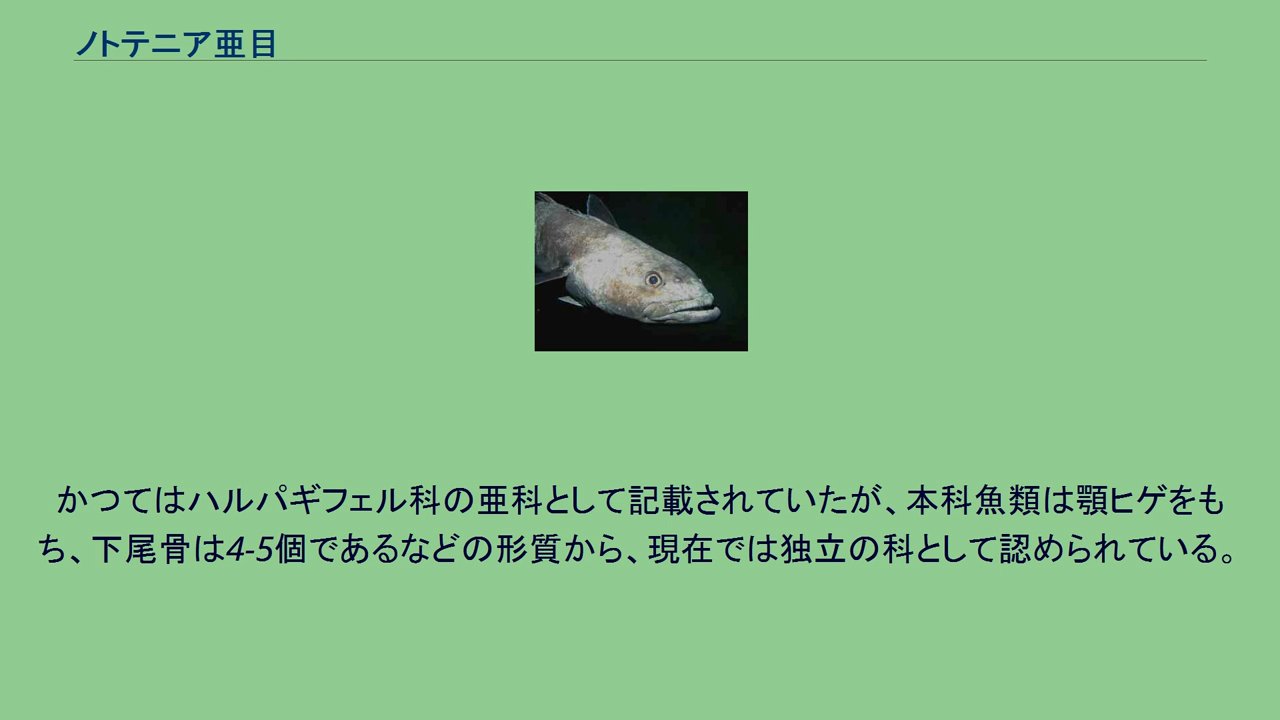 ノトテニア亜目
かつてはハルパギフェル科の亜科として記載されていたが、本科魚類は顎ヒゲをも
ち、下尾骨は4-5個であるなどの形質から、現在では独立の科として認められている。